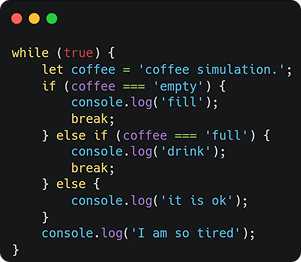 while (true) {
    let coffee = 'coffee simulation.';
    if (coffee === 'empty') {
        console.log('fill');
        break;
    } else if (coffee === 'full') {
        console.log('drink');
        break;
    } else {
        console.log('it is ok');
    }
    console.log('I am so tired');
}